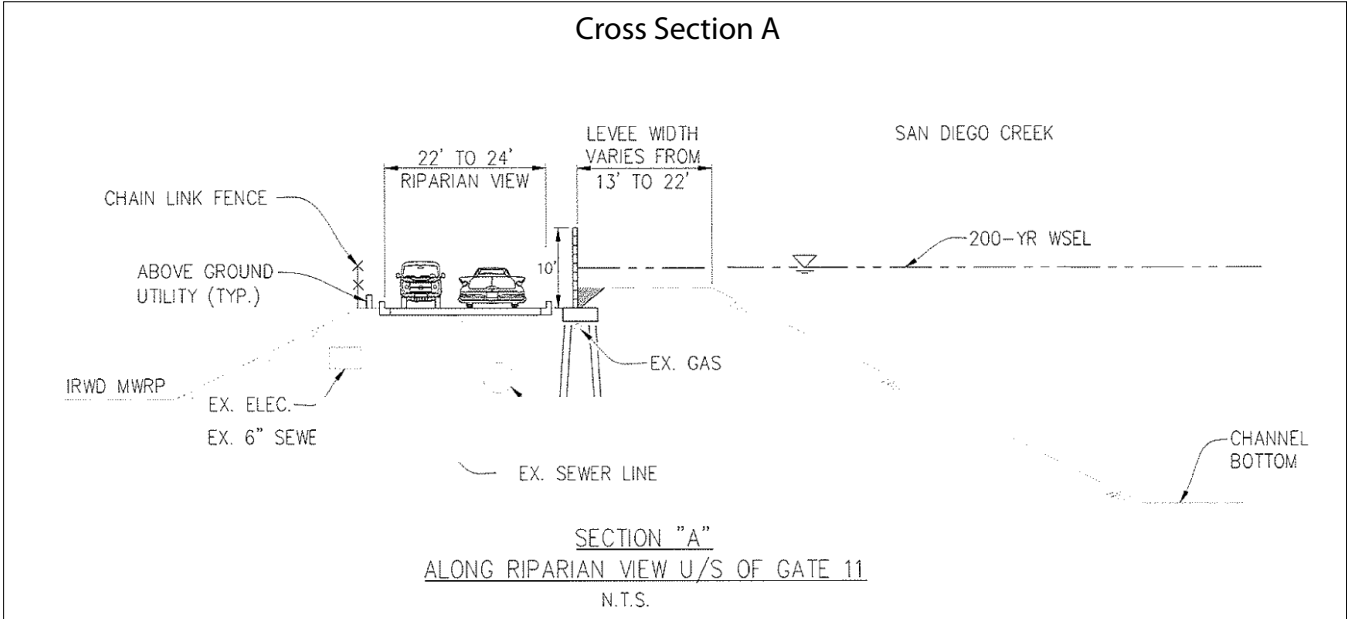 Cross Section A
LEVEE WIDTH
VARIES FROM
13' TO 22'
SAN DIEGO CREEK
22' TO 24'
RIPARIAN VIEW
CHAIN LINK FENCE
200-YR WSEL
ABOVE GROUND
UTILITY (TYP.)
10'
EX. GAS
IRWD MWRP
EX. ELEC.
EX. 6" SEWE
CHANNEL
BOTTOM
EX. SEWER LINE
SECTION "A"
ALONG RIPARIAN VIEW U/S OF GATE 11
N.T.S.